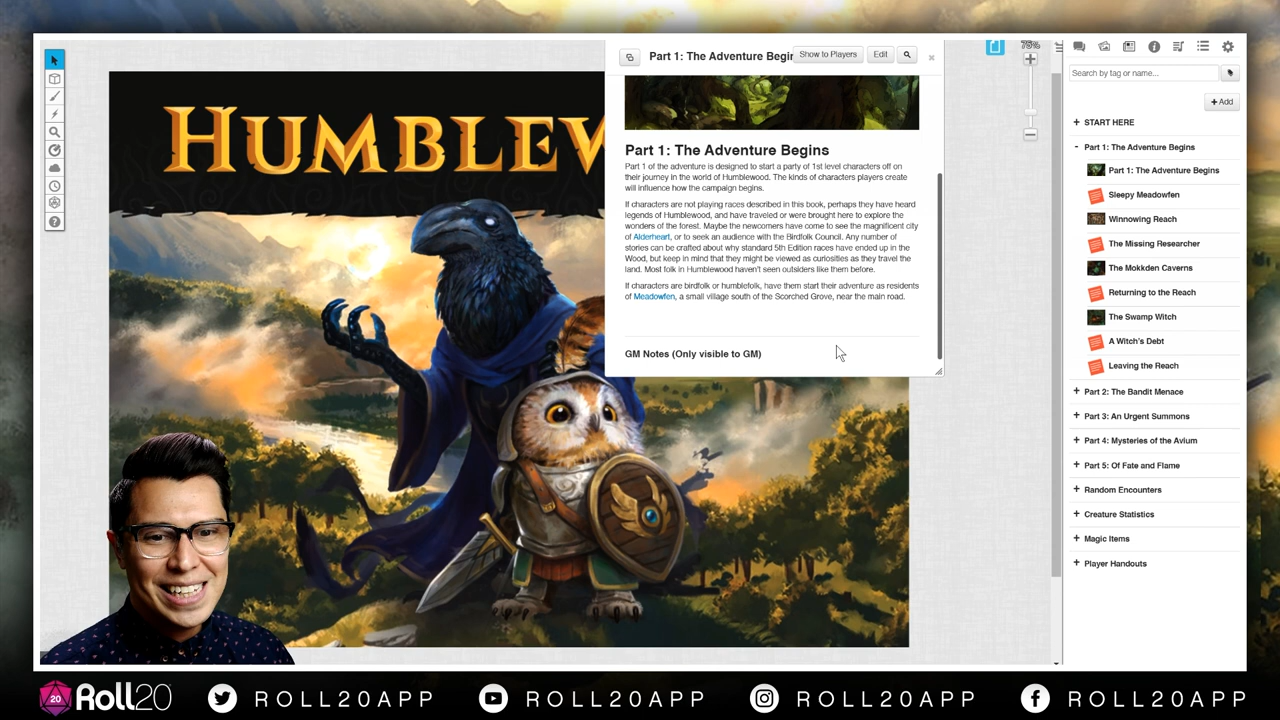 HUMBLEW
Part 1: The Adventure Begin
Show to Players
Edit
75%
Part 1: The Adventure Begins
Part 1 of the adventure is designed to start a party of 1st level characters off on
their journey in the world of Humblewood. The kinds of characters players create
will influence how the campaign begins.
If characters are not playing races described in this book, perhaps they have heard
legends of Humblewood, and have traveled or were brought here to explore the
wonders of the forest. Maybe the newcomers have come to see the magnificent city
of Alderheart, or to seek an audience with the Birdfolk Council. Any number of
stories can be crafted about why standard 5th Edition races have ended up in the
Wood, but keep in mind that they might be viewed as curiosities as they travel the
land. Most folk in Humblewood haven't seen outsiders like them before.
If characters are birdfolk or humblefolk, have them start their adventure as residents
of Meadowfen, a small village south of the Scorched Grove, near the main road.
GM Notes (Only visible to GM)
Search by tag or name...
+ Add
+ START HERE
- Part 1: The Adventure Begins
Part 1: The Adventure Begins
Sleepy Meadowfen
Winnowing Reach
The Missing Researcher
The Mokkden Caverns
Returning to the Reach
The Swamp Witch
A Witch's Debt
Leaving the Reach
+ Part 2: The Bandit Menace
+ Part 3: An Urgent Summons
+ Part 4: Mysteries of the Avium
+ Part 5: Of Fate and Flame
+ Random Encounters
+ Creature Statistics
+ Magic Items
+ Player Handouts
20 Roll20
ROLL20APP
ROLL20APP
ROLL20APP
ROLL20APP